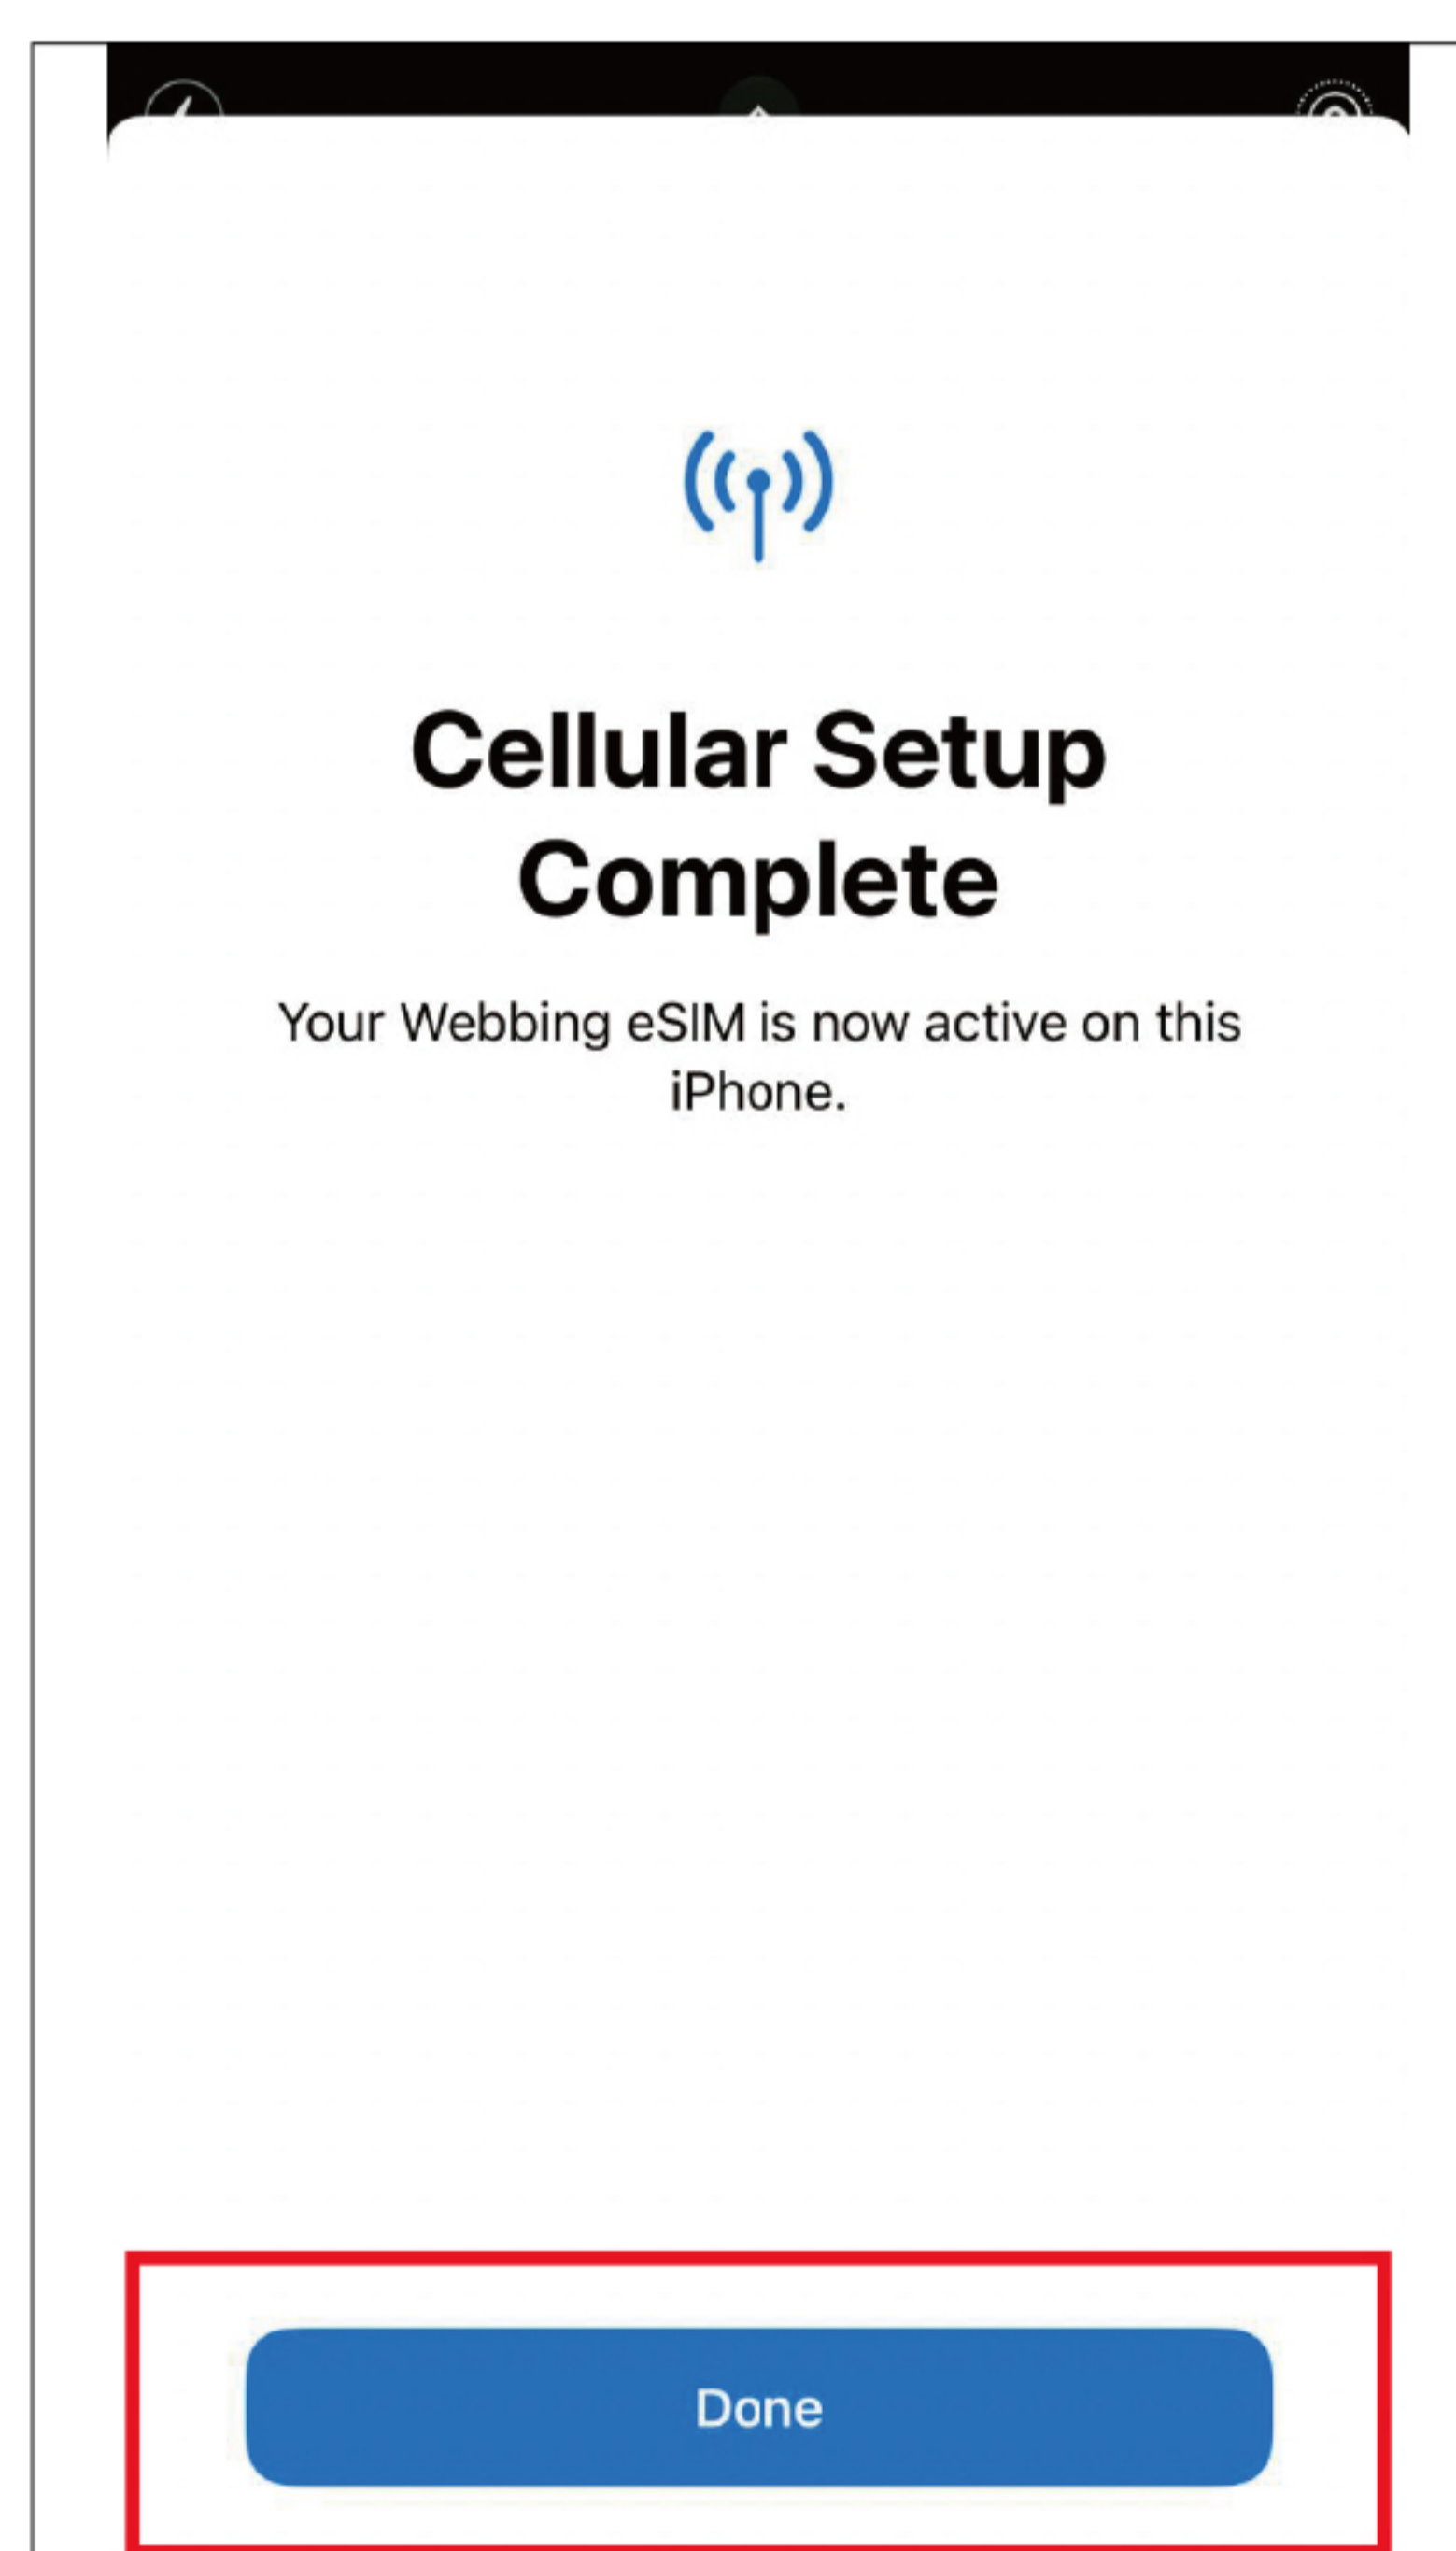 Cellular Setup
Complete
Your Webbing eSIM is now active on this
iPhone.
Done